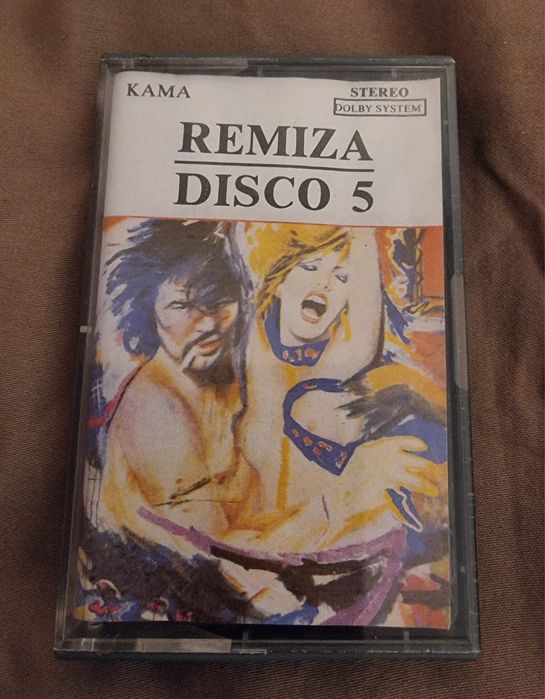 KAMA
STEREO
DOLBY SYSTEM
REMIZA
DISCO 5